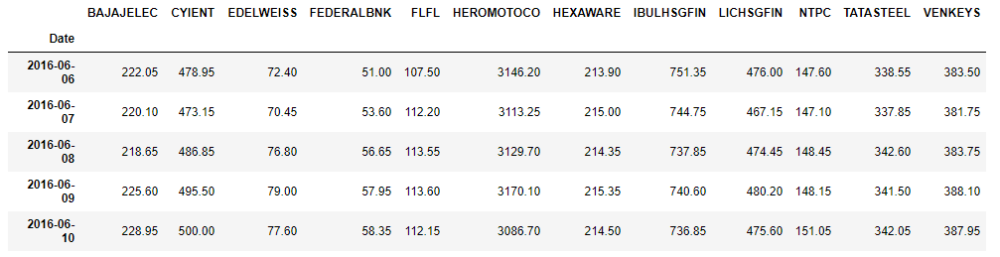 BAJAJELEC CYIENT EDELWEISS FEDERALBNK FLFL HEROMOTOCO HEXAWARE IBULHSGFIN LICHSGFIN NTPC TATASTEEL VENKEYS
Date
2016-06-06 222.05 478.95 72.40 51.00 107.50 3146.20 213.90 751.35 476.00 147.60 338.55 383.50
2016-06-07 220.10 473.15 70.45 53.60 112.20 3113.25 215.00 744.75 467.15 147.10 337.85 381.75
2016-06-08 218.65 486.85 76.80 56.65 113.55 3129.70 214.35 737.85 474.45 148.45 342.60 383.75
2016-06-09 225.60 495.50 79.00 57.95 113.60 3170.10 215.35 740.60 480.20 148.15 341.50 388.10
2016-06-10 228.95 500.00 77.60 58.35 112.15 3086.70 214.50 736.85 475.60 151.05 342.05 387.95